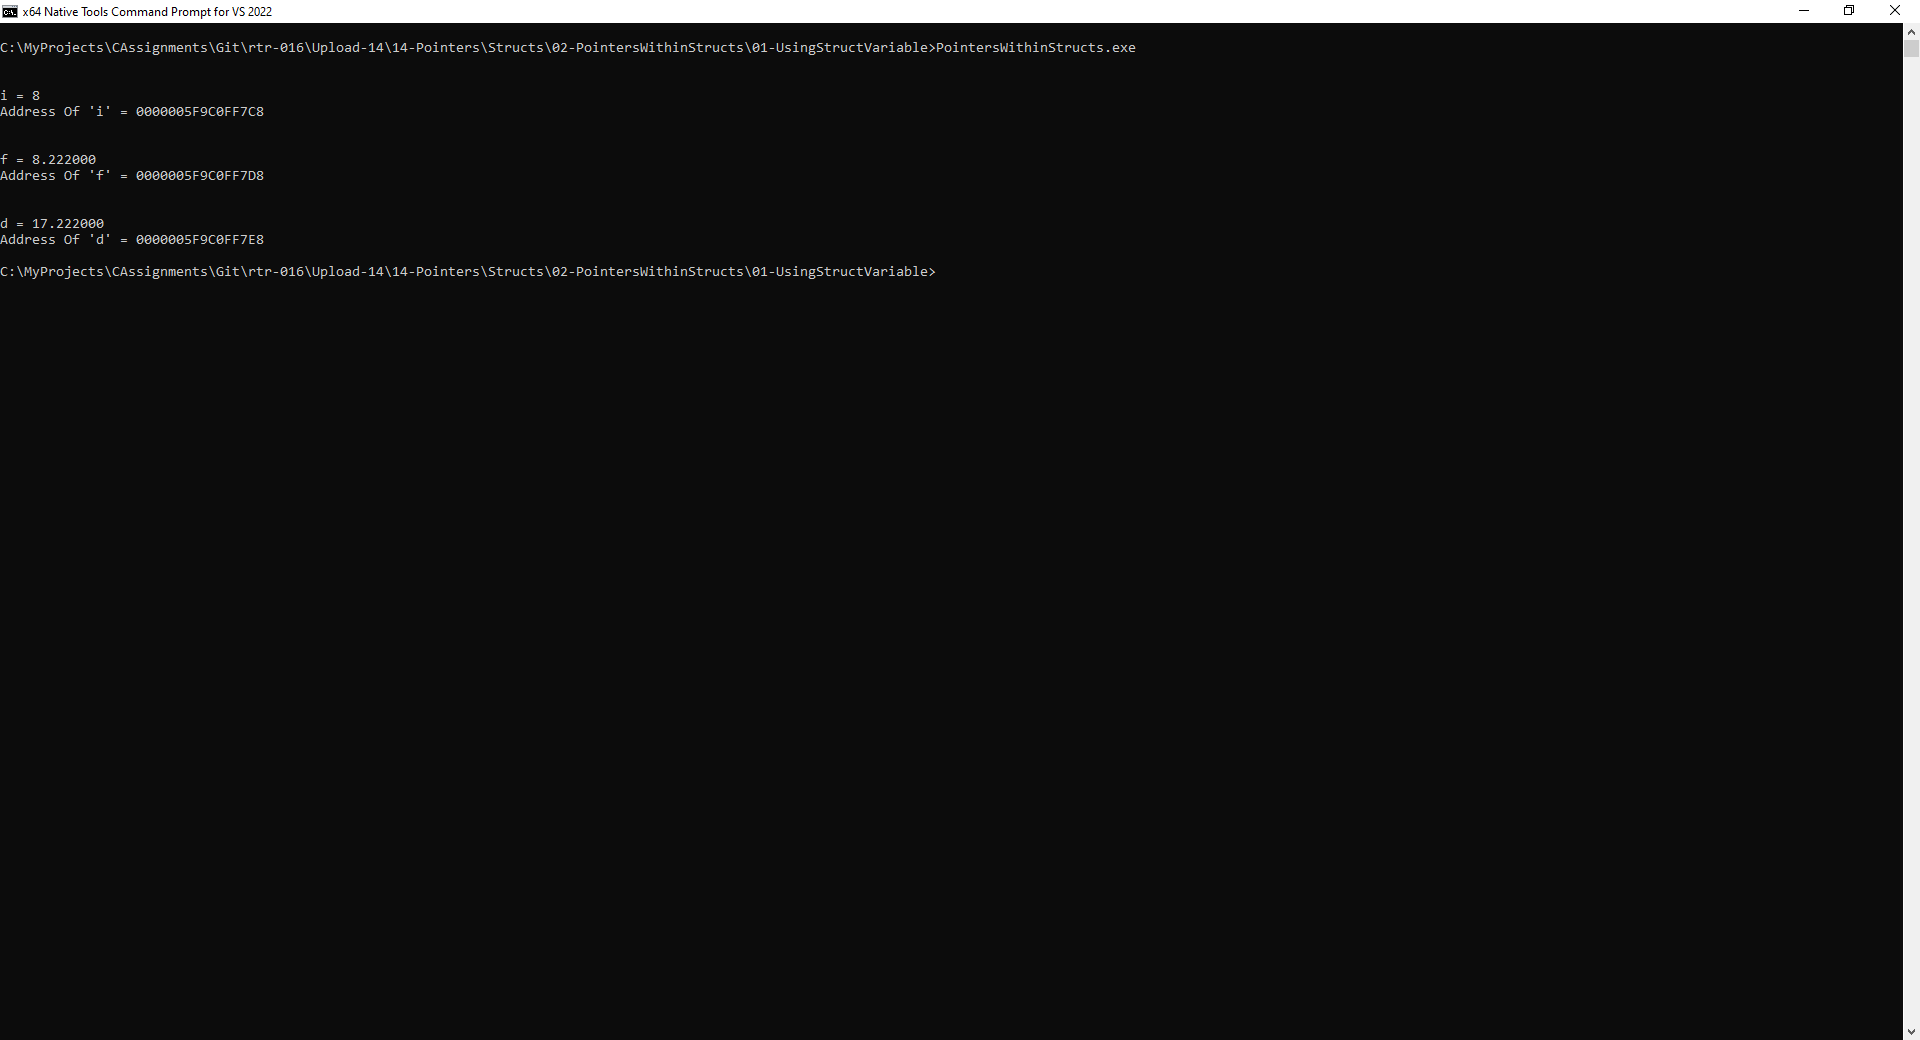 x64 Native Tools Command Prompt for VS 2022
C:\MyProjects\CAssignments\Git\rtr-016\Upload-14\14-Pointers\Structs\02-PointersWithinStructs\01-UsingStructVariable>PointersWithinStructs.exe
i = 8
Address Of 'i' = 0000005F9C0FF7C8
f = 8.222000
Address Of 'f' = 0000005F9C0FF7D8
d = 17.222000
Address Of 'd' = 0000005F9C0FF7E8
C:\MyProjects\CAssignments\Git\rtr-016\Upload-14\14-Pointers\Structs\02-PointersWithinStructs\01-UsingStructVariable>